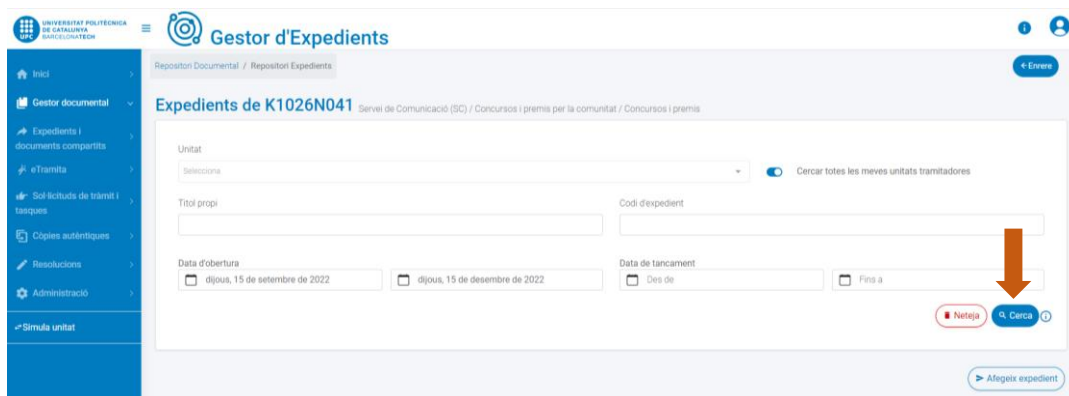 UNIVERSITAT POLITÈCNICA
DE CATALUNYA
BARCELONATECH
UPC
Gestor d'Expedients
Inici
Gestor documental
Expedients i
documents compartits
eTramita
Sol·licituds de tràmit i
tasques
Còpies autèntiques
Resolucions
Administració
Simula unitat
Repositori Documental / Repositori Expedients
Enrere
Expedients de K1026N041 Servei de Comunicació (SC) / Concursos i premis per la comunitat / Concursos i premis
Unitat
Selecciona
Cercar totes les meves unitats tramitadores
Títol propi
Codi d'expedient
Data d'obertura
Data de tancament
dijous, 15 de setembre de 2022
dijous, 15 de desembre de 2022
Des de
Fins a
Neteja
Cerca
Afegeix expedient